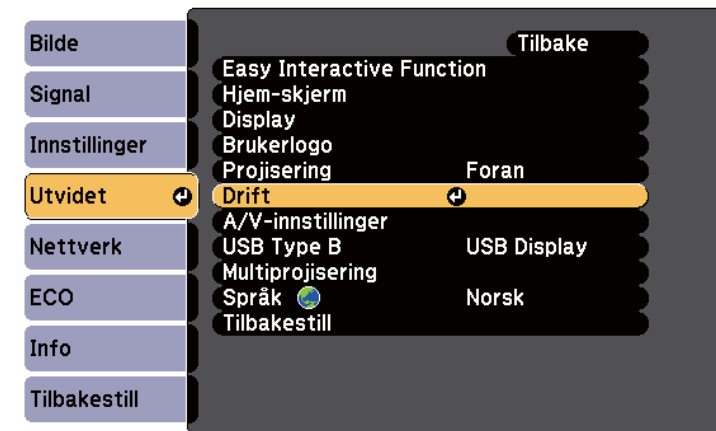 Bilde
Signal
Innstillinger
Utvidet
Nettverk
ECO
Info
Tilbakestill
Tilbake
Easy Interactive Function
Hjem-skjerm
Display
Brukerlogo
Projisering Foran
Drift
A/V-innstillinger
USB Type B USB Display
Multiprojisering
Språk Norsk
Tilbakestill